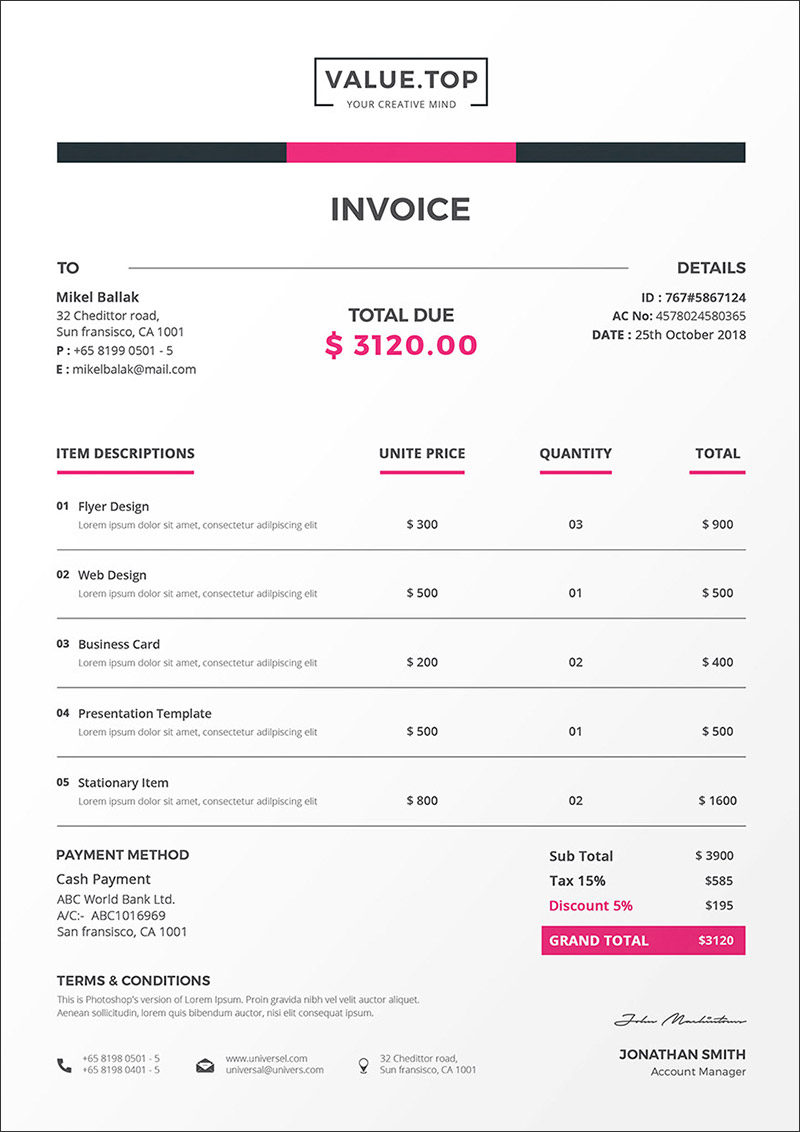 VALUE.TOP
YOUR CREATIVE MIND
INVOICE
TO
DETAILS
Mikel Ballak
32 Chedittor road,
Sun fransisco, CA 1001
P : +65 8199 0501 - 5
E : mikelbalak@mail.com
TOTAL DUE
$ 3120.00
ID : 767#5867124
AC No: 4578024580365
DATE : 25th October 2018
ITEM DESCRIPTIONS UNITE PRICE QUANTITY TOTAL
01 Flyer Design
Lorem ipsum dolor sit amet, consectetur adilpiscing elit $ 300 03 $ 900
02 Web Design
Lorem ipsum dolor sit amet, consectetur adilpiscing elit $ 500 01 $ 500
03 Business Card
Lorem ipsum dolor sit amet, consectetur adilpiscing elit $ 200 02 $ 400
04 Presentation Template
Lorem ipsum dolor sit amet, consectetur adilpiscing elit $ 500 01 $ 500
05 Stationary Item
Lorem ipsum dolor sit amet, consectetur adilpiscing elit $ 800 02 $ 1600
PAYMENT METHOD
Cash Payment
ABC World Bank Ltd.
A/C:- ABC1016969
San fransisco, CA 1001
Sub Total $ 3900
Tax 15% $585
Discount 5% $195
GRAND TOTAL $3120
TERMS & CONDITIONS
This is Photoshop's version of Lorem Ipsum. Proin gravida nibh vel velit auctor aliquet.
Aenean sollicitudin, lorem quis bibendum auctor, nisi elit consequat ipsum.
John
JONATHAN SMITH
Account Manager
+65 8198 0501 - 5
+65 8198 0401 - 5
www.universel.com
universal@univers.com
32 Chedittor road,
Sun fransisco, CA 1001